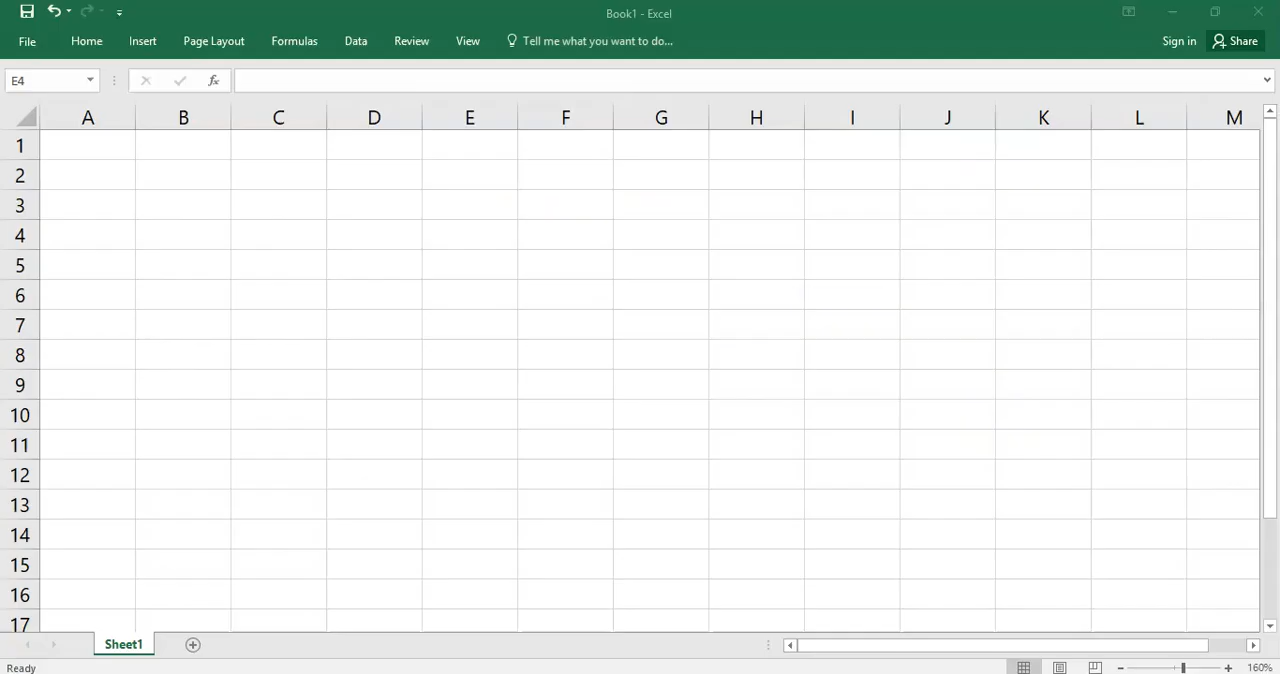 Book1 - Excel
File Home Insert Page Layout Formulas Data Review View Tell me what you want to do... Sign in Share
E4 fx
A B C D E F G H I J K L M
1
2
3
4
5
6
7
8
9
10
11
12
13
14
15
16
17
Sheet1
Ready 160%